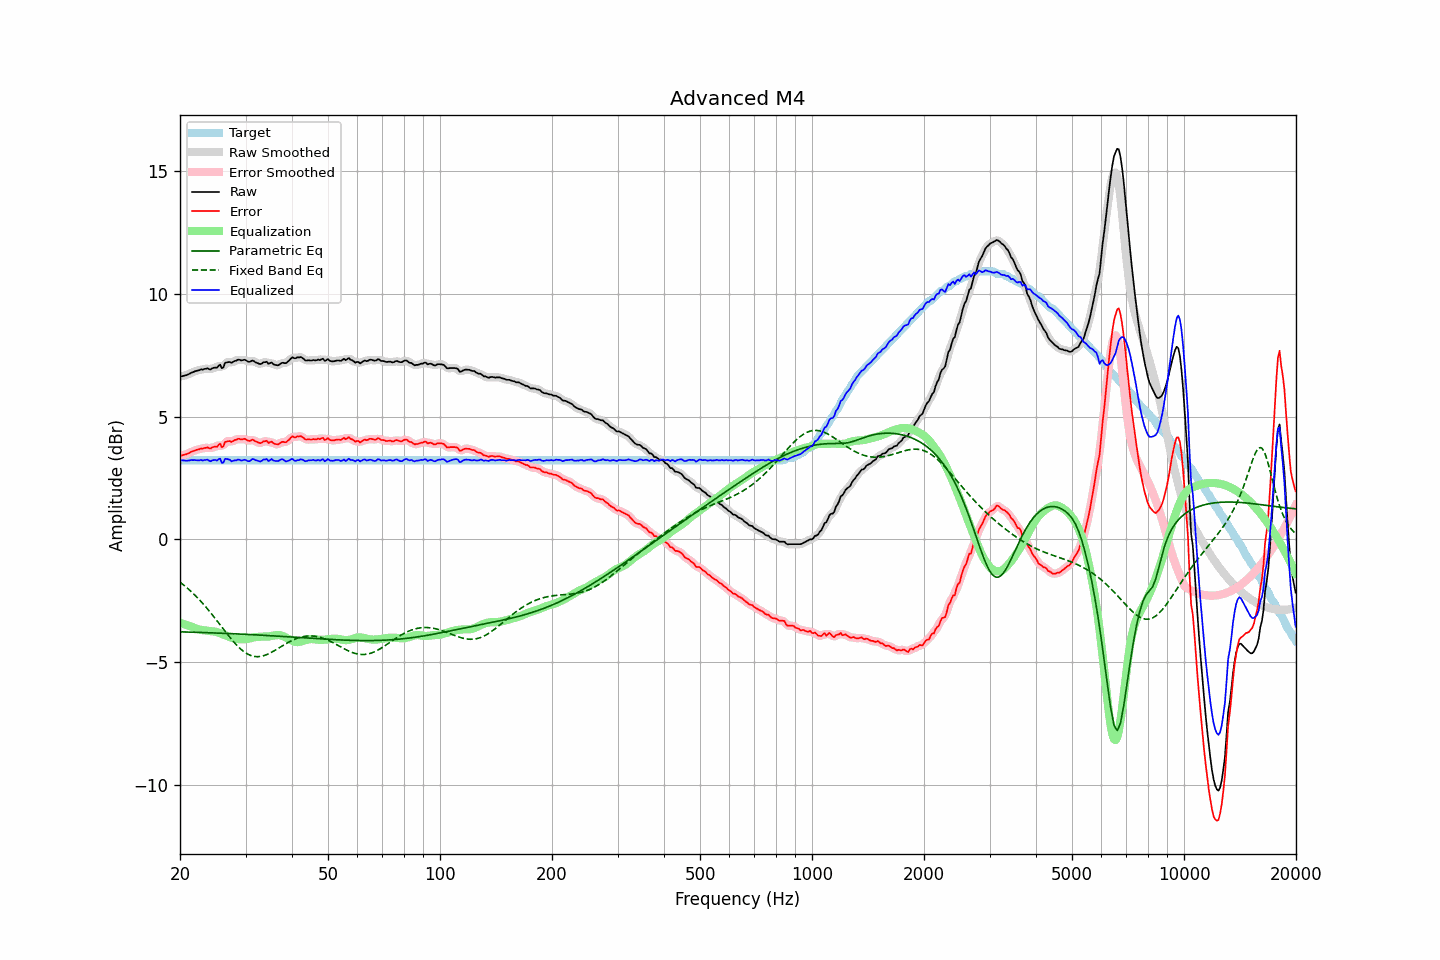 Advanced M4
Target
Raw Smoothed
Error Smoothed
Raw
Error
Equalization
Parametric Eq
Fixed Band Eq
Equalized
Amplitude (dBr)
15
10
5
0
−5
−10
20 50 100 200 500 1000 2000 5000 10000 20000
Frequency (Hz)